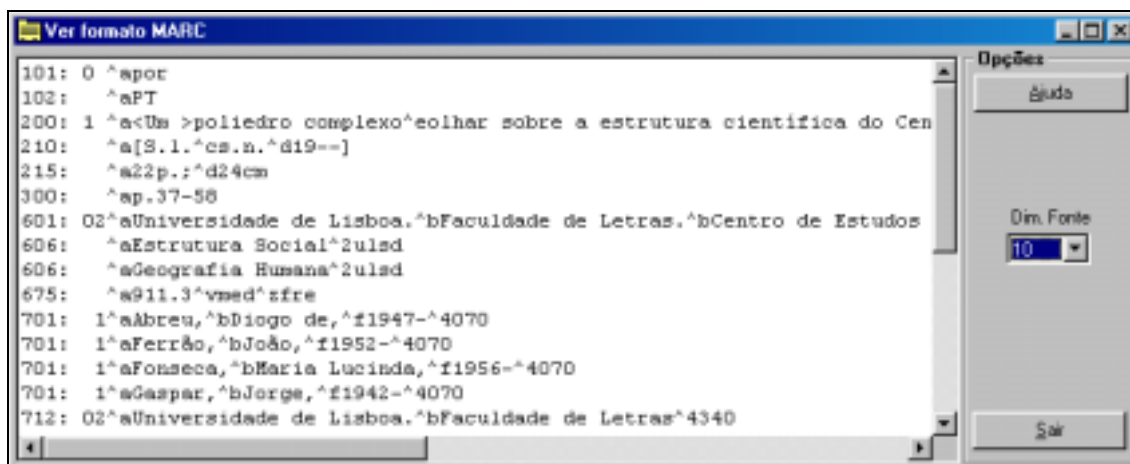 Ver formato MARC
101: 0 ^apor
102:   ^aPT
200: 1 ^a<Um >poliedro complexo^eolhar sobre a estrutura científica do Cen
210:   ^a[S.l.^cs.n.^d19--]
215:   ^a22p.;^d24cm
300:   ^ap.37-58
601: 02^aUniversidade de Lisboa.^bFaculdade de Letras.^bCentro de Estudos
606:   ^aEstrutura Social^2ulsd
606:   ^aGeografia Humana^2ulsd
675:   ^a911.3^vmed^zfre
701:  1^aAbreu,^bDiogo de,^f1947-^4070
701:  1^aFerrão,^bJoão,^f1952-^4070
701:  1^aFonseca,^bMaria Lucinda,^f1956-^4070
701:  1^aGaspar,^bJorge,^f1942-^4070
712: 02^aUniversidade de Lisboa.^bFaculdade de Letras^4340
Opções
Ajuda
Dim. Fonte
10
Sair